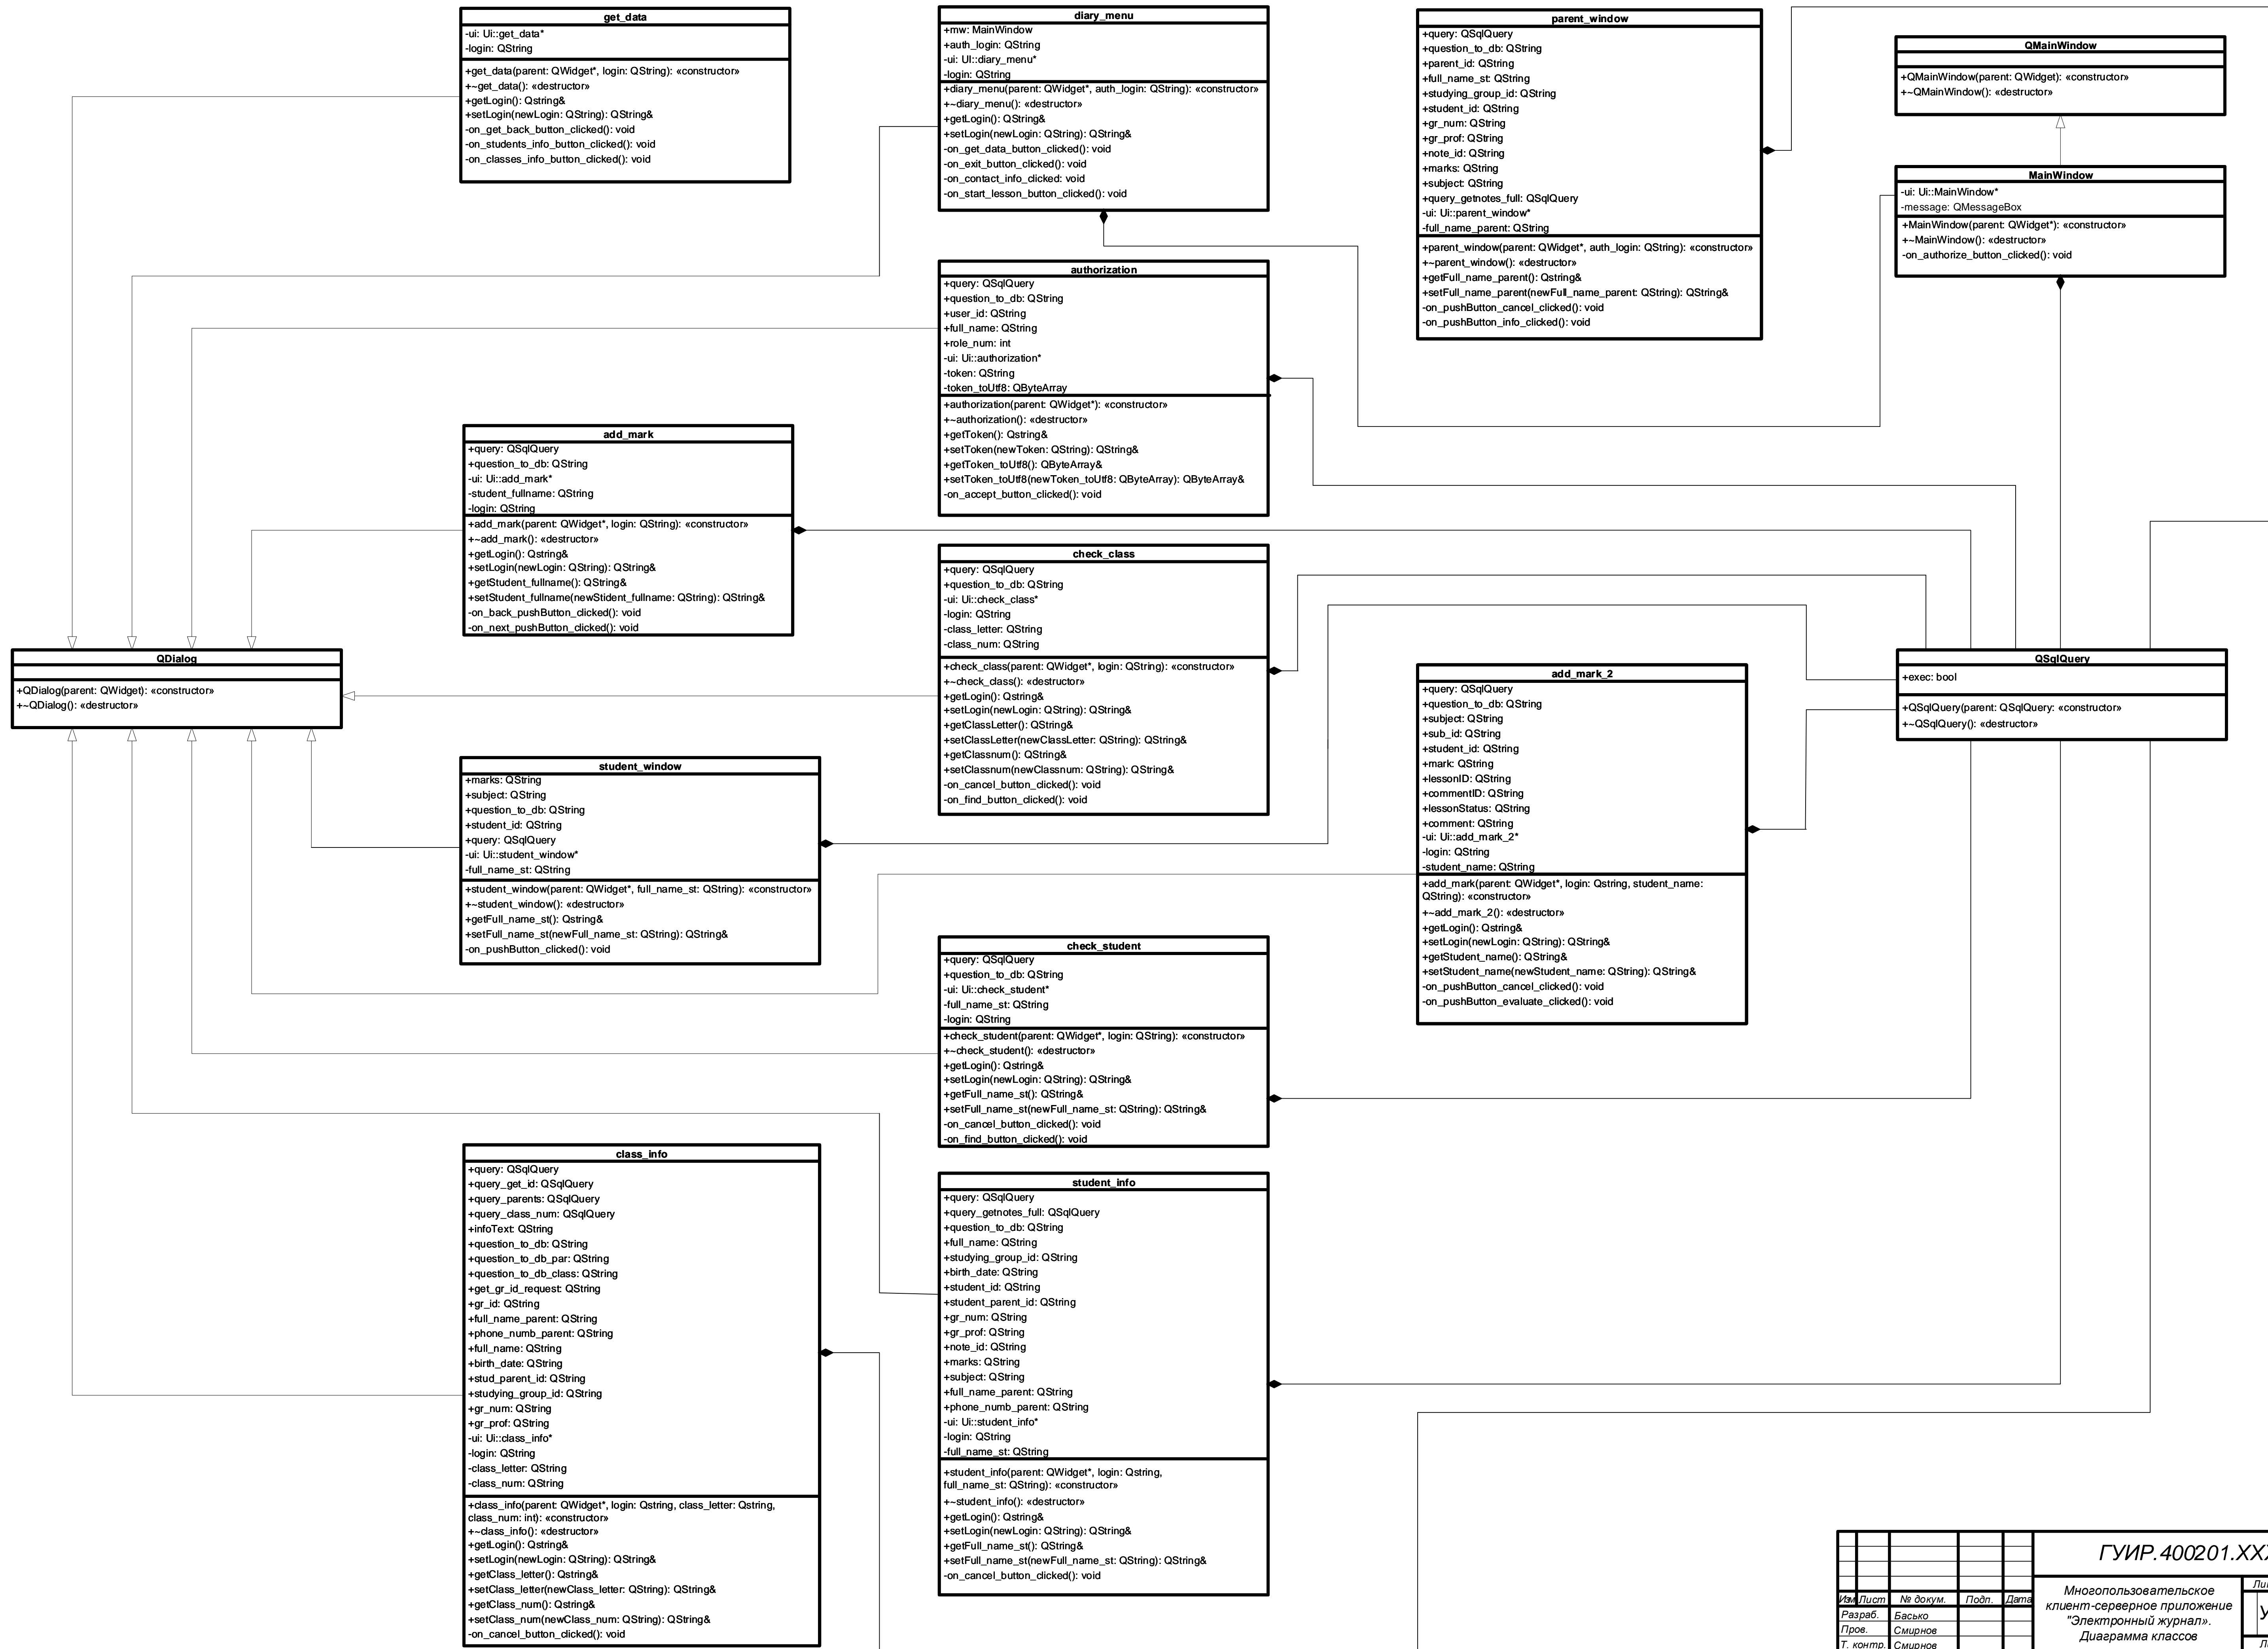 get_data
-ui: Ui::get_data*
-login: QString
+get_data(parent: QWidget*, login: QString): «constructor»
+~get_data(): «destructor»
+getLogin(): Qstring&
+setLogin(newLogin: QString): QString&
-on_get_back_button_clicked(): void
-on_students_info_button_clicked(): void
-on_classes_info_button_clicked(): void
diary_menu
+mw: MainWindow
+auth_login: QString
-ui: UI::diary_menu*
-login: QString
+diary_menu(parent: QWidget*, auth_login: QString): «constructor»
+~diary_menu(): «destructor»
+getLogin(): QString&
+setLogin(newLogin: QString): QString&
-on_get_data_button_clicked(): void
-on_exit_button_clicked(): void
-on_contact_info_clicked: void
-on_start_lesson_button_clicked(): void
parent_window
+query: QSqlQuery
+question_to_db: QString
+parent_id: QString
+full_name_st: QString
+studying_group_id: QString
+student_id: QString
+gr_num: QString
+gr_prof: QString
+note_id: QString
+marks: QString
+subject: QString
+query_getnotes_full: QSqlQuery
-ui: Ui::parent_window*
-full_name_parent: QString
+parent_window(parent: QWidget*, auth_login: QString): «constructor»
+~parent_window(): «destructor»
+getFull_name_parent(): Qstring&
+setFull_name_parent(newFull_name_parent: QString): QString&
-on_pushButton_cancel_clicked(): void
-on_pushButton_info_clicked(): void
QMainWindow
+QMainWindow(parent: QWidget): «constructor»
+~QMainWindow(): «destructor»
MainWindow
-ui: Ui::MainWindow*
-message: QMessageBox
+MainWindow(parent: QWidget*): «constructor»
+~MainWindow(): «destructor»
-on_authorize_button_clicked(): void
authorization
+query: QSqlQuery
+question_to_db: QString
+user_id: QString
+full_name: QString
+role_num: int
-ui: Ui::authorization*
-token: QString
-token_toUtf8: QByteArray
+authorization(parent: QWidget*): «constructor»
+~authorization(): «destructor»
+getToken(): Qstring&
+setToken(newToken: QString): QString&
+getToken_toUtf8(): QByteArray&
+setToken_toUtf8(newToken_toUtf8: QByteArray): QByteArray&
-on_accept_button_clicked(): void
add_mark
+query: QSqlQuery
+question_to_db: QString
-ui: Ui::add_mark*
-student_fullname: QString
-login: QString
+add_mark(parent: QWidget*, login: QString): «constructor»
+~add_mark(): «destructor»
+getLogin(): Qstring&
+setLogin(newLogin: QString): QString&
+getStudent_fullname(): QString&
+setStudent_fullname(newStident_fullname: QString): QString&
-on_back_pushButton_clicked(): void
-on_next_pushButton_clicked(): void
check_class
+query: QSqlQuery
+question_to_db: QString
-ui: Ui::check_class*
-login: QString
-class_letter: QString
-class_num: QString
+check_class(parent: QWidget*, login: QString): «constructor»
+~check_class(): «destructor»
+getLogin(): Qstring&
+setLogin(newLogin: QString): QString&
+getClassLetter(): QString&
+setClassLetter(newClassLetter: QString): QString&
+getClassnum(): QString&
+setClassnum(newClassnum: QString): QString&
-on_cancel_button_clicked(): void
-on_find_button_clicked(): void
QDialog
+QDialog(parent: QWidget): «constructor»
+~QDialog(): «destructor»
QSqlQuery
+exec: bool
+QSqlQuery(parent: QSqlQuery: «constructor»
+~QSqlQuery(): «destructor»
add_mark_2
+query: QSqlQuery
+question_to_db: QString
+subject: QString
+sub_id: QString
+student_id: QString
+mark: QString
+lessonID: QString
+commentID: QString
+lessonStatus: QString
+comment: QString
-ui: Ui::add_mark_2*
-login: QString
-student_name: QString
+add_mark(parent: QWidget*, login: Qstring, student_name:
QString): «constructor»
+~add_mark_2(): «destructor»
+getLogin(): Qstring&
+setLogin(newLogin: QString): QString&
+getStudent_name(): QString&
+setStudent_name(newStudent_name: QString): QString&
-on_pushButton_cancel_clicked(): void
-on_pushButton_evaluate_clicked(): void
student_window
+marks: QString
+subject: QString
+question_to_db: QString
+student_id: QString
+query: QSqlQuery
-ui: Ui::student_window*
-full_name_st: QString
+student_window(parent: QWidget*, full_name_st: QString): «constructor»
+~student_window(): «destructor»
+getFull_name_st(): Qstring&
+setFull_name_st(newFull_name_st: QString): QString&
-on_pushButton_clicked(): void
check_student
+query: QSqlQuery
+question_to_db: QString
-ui: Ui::check_student*
-full_name_st: QString
-login: QString
+check_student(parent: QWidget*, login: QString): «constructor»
+~check_student(): «destructor»
+getLogin(): Qstring&
+setLogin(newLogin: QString): QString&
+getFull_name_st(): QString&
+setFull_name_st(newFull_name_st: QString): QString&
-on_cancel_button_clicked(): void
-on_find_button_clicked(): void
class_info
+query: QSqlQuery
+query_get_id: QSqlQuery
+query_parents: QSqlQuery
+query_class_num: QSqlQuery
+infoText: QString
+question_to_db: QString
+question_to_db_par: QString
+question_to_db_class: QString
+get_gr_id_request: QString
+gr_id: QString
+full_name_parent: QString
+phone_numb_parent: QString
+full_name: QString
+birth_date: QString
+stud_parent_id: QString
+studying_group_id: QString
+gr_num: QString
+gr_prof: QString
-ui: Ui::class_info*
-login: QString
-class_letter: QString
-class_num: QString
+class_info(parent: QWidget*, login: Qstring, class_letter: Qstring,
class_num: int): «constructor»
+~class_info(): «destructor»
+getLogin(): Qstring&
+setLogin(newLogin: QString): QString&
+getClass_letter(): Qstring&
+setClass_letter(newClass_letter: QString): QString&
+getClass_num(): Qstring&
+setClass_num(newClass_num: QString): QString&
-on_cancel_button_clicked(): void
student_info
+query: QSqlQuery
+query_getnotes_full: QSqlQuery
+question_to_db: QString
+full_name: QString
+studying_group_id: QString
+birth_date: QString
+student_id: QString
+student_parent_id: QString
+gr_num: QString
+gr_prof: QString
+note_id: QString
+marks: QString
+subject: QString
+full_name_parent: QString
+phone_numb_parent: QString
-ui: Ui::student_info*
-login: QString
-full_name_st: QString
+student_info(parent: QWidget*, login: Qstring,
full_name_st: QString): «constructor»
+~student_info(): «destructor»
+getLogin(): Qstring&
+setLogin(newLogin: QString): QString&
+getFull_name_st(): QString&
+setFull_name_st(newFull_name_st: QString): QString&
-on_cancel_button_clicked(): void
ГУИР.400201.XX
Изм Лист № докум. Подп. Дата
Разраб. Басько
Пров. Смирнов
Т. контр. Смирнов
Многопользовательское
клиент-серверное приложение
"Электронный журнал».
Диаграмма классов